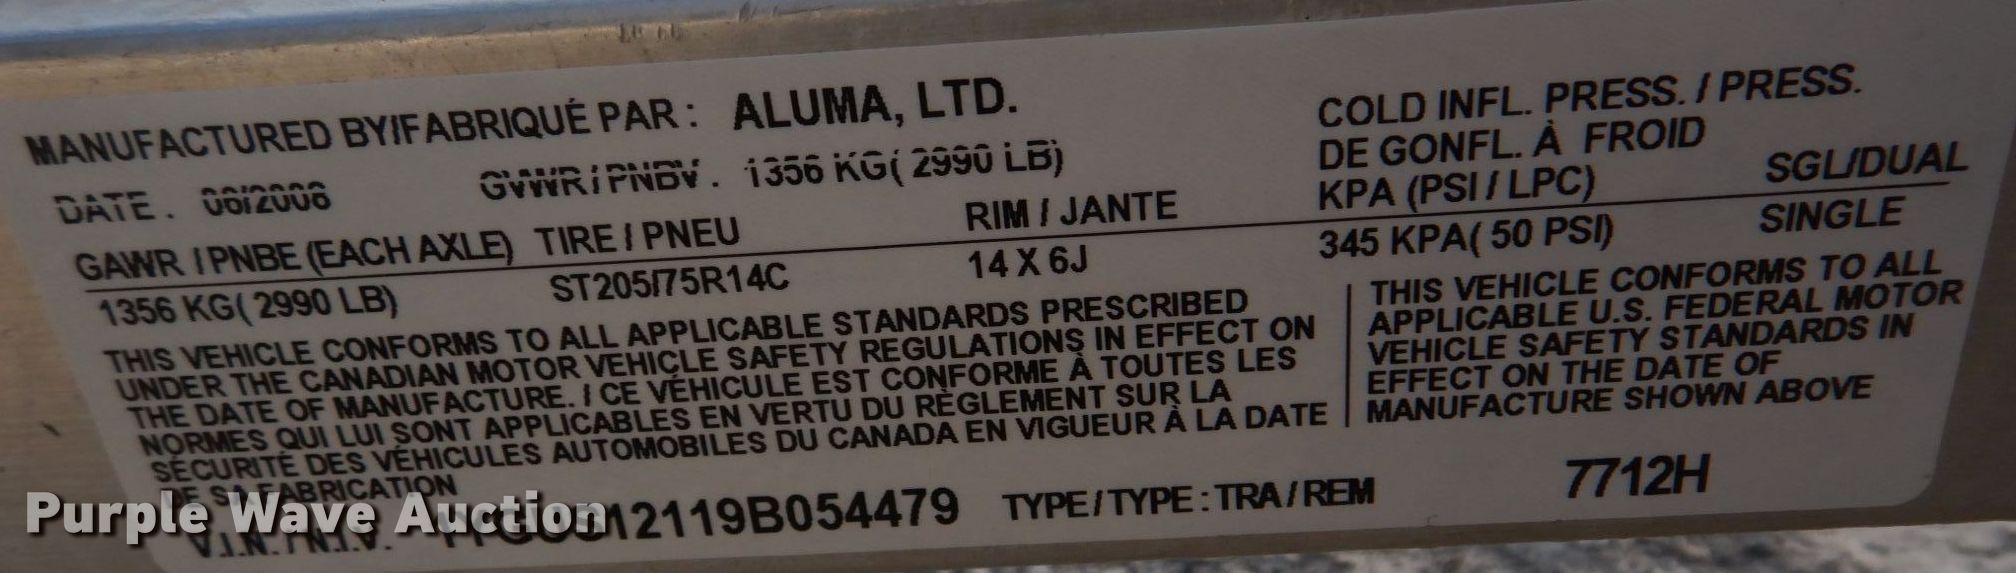 MANUFACTURED BY/FABRIQUÉ PAR : ALUMA, LTD.
DATE . GVWR / PNBV . 1356 KG( 2990 LB)
COLD INFL. PRESS. / PRESS.
DE GONFL. À FROID
KPA (PSI / LPC) SGL/DUAL
GAWR / PNBE (EACH AXLE) TIRE / PNEU RIM / JANTE
1356 KG( 2990 LB) ST205/75R14C 14 X 6J 345 KPA( 50 PSI) SINGLE
THIS VEHICLE CONFORMS TO ALL APPLICABLE STANDARDS PRESCRIBED
UNDER THE CANADIAN MOTOR VEHICLE SAFETY REGULATIONS IN EFFECT ON
THE DATE OF MANUFACTURE. / CE VÉHICULE EST CONFORME À TOUTES LES
NORMES QUI LUI SONT APPLICABLES EN VERTU DU RÈGLEMENT SUR LA
SÉCURITÉ DES VÉHICULES AUTOMOBILES DU CANADA EN VIGUEUR À LA DATE
DE SA FABRICATION
THIS VEHICLE CONFORMS TO ALL
APPLICABLE U.S. FEDERAL MOTOR
VEHICLE SAFETY STANDARDS IN
EFFECT ON THE DATE OF
MANUFACTURE SHOWN ABOVE
V.I.N. / N.I.V. TYPE / TYPE : TRA / REM 7712H
Purple Wave Auction